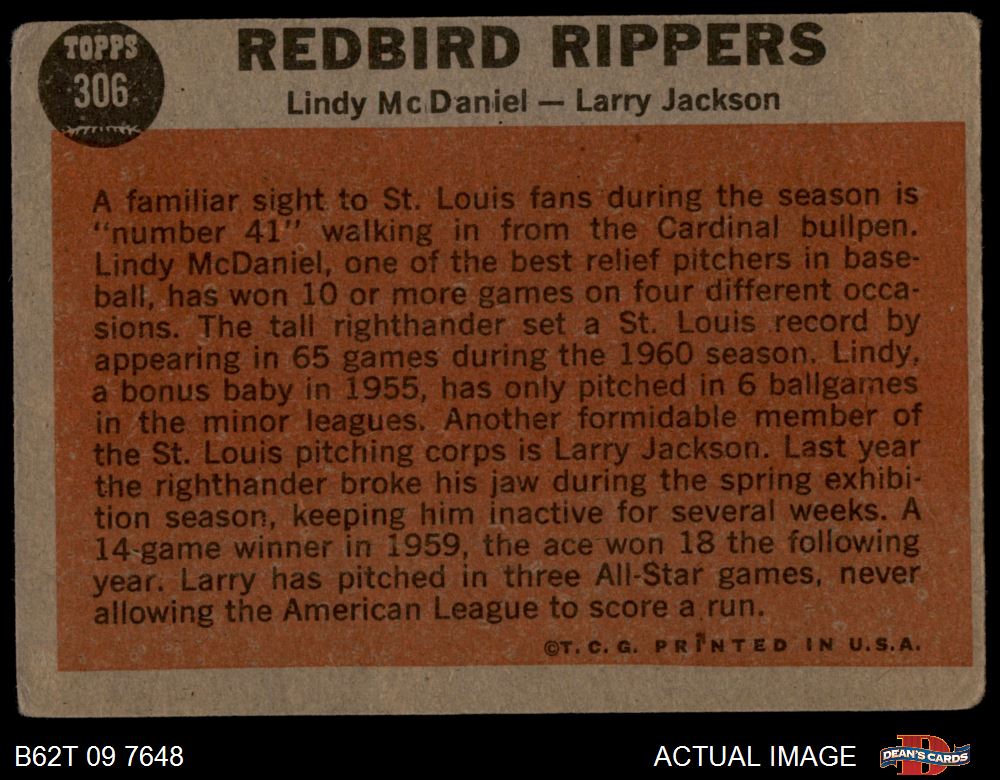 TOPPS
306
REDBIRD RIPPERS
Lindy McDaniel — Larry Jackson
A familiar sight to St. Louis fans during the season is
"number 41" walking in from the Cardinal bullpen.
Lindy McDaniel, one of the best relief pitchers in base-
ball, has won 10 or more games on four different occa-
sions. The tall righthander set a St. Louis record by
appearing in 65 games during the 1960 season. Lindy,
a bonus baby in 1955, has only pitched in 6 ballgames
in the minor leagues. Another formidable member of
the St. Louis pitching corps is Larry Jackson. Last year
the righthander broke his jaw during the spring exhibi-
tion season, keeping him inactive for several weeks. A
14-game winner in 1959, the ace won 18 the following
year. Larry has pitched in three All-Star games, never
allowing the American League to score a run.
©T. C. G. PRINTED IN U.S.A.
B62T 09 7648
ACTUAL IMAGE
DEAN'S CARDS